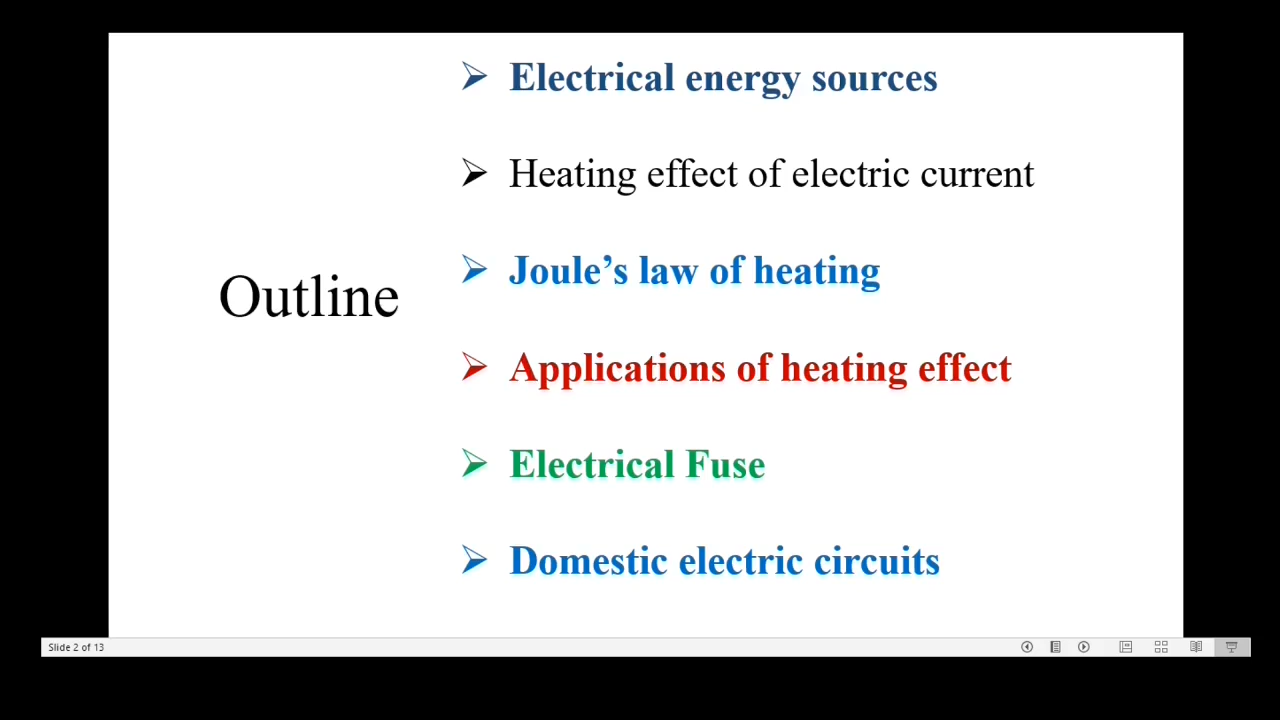 Outline
Electrical energy sources
Heating effect of electric current
Joule’s law of heating
Applications of heating effect
Electrical Fuse
Domestic electric circuits
Slide 2 of 13